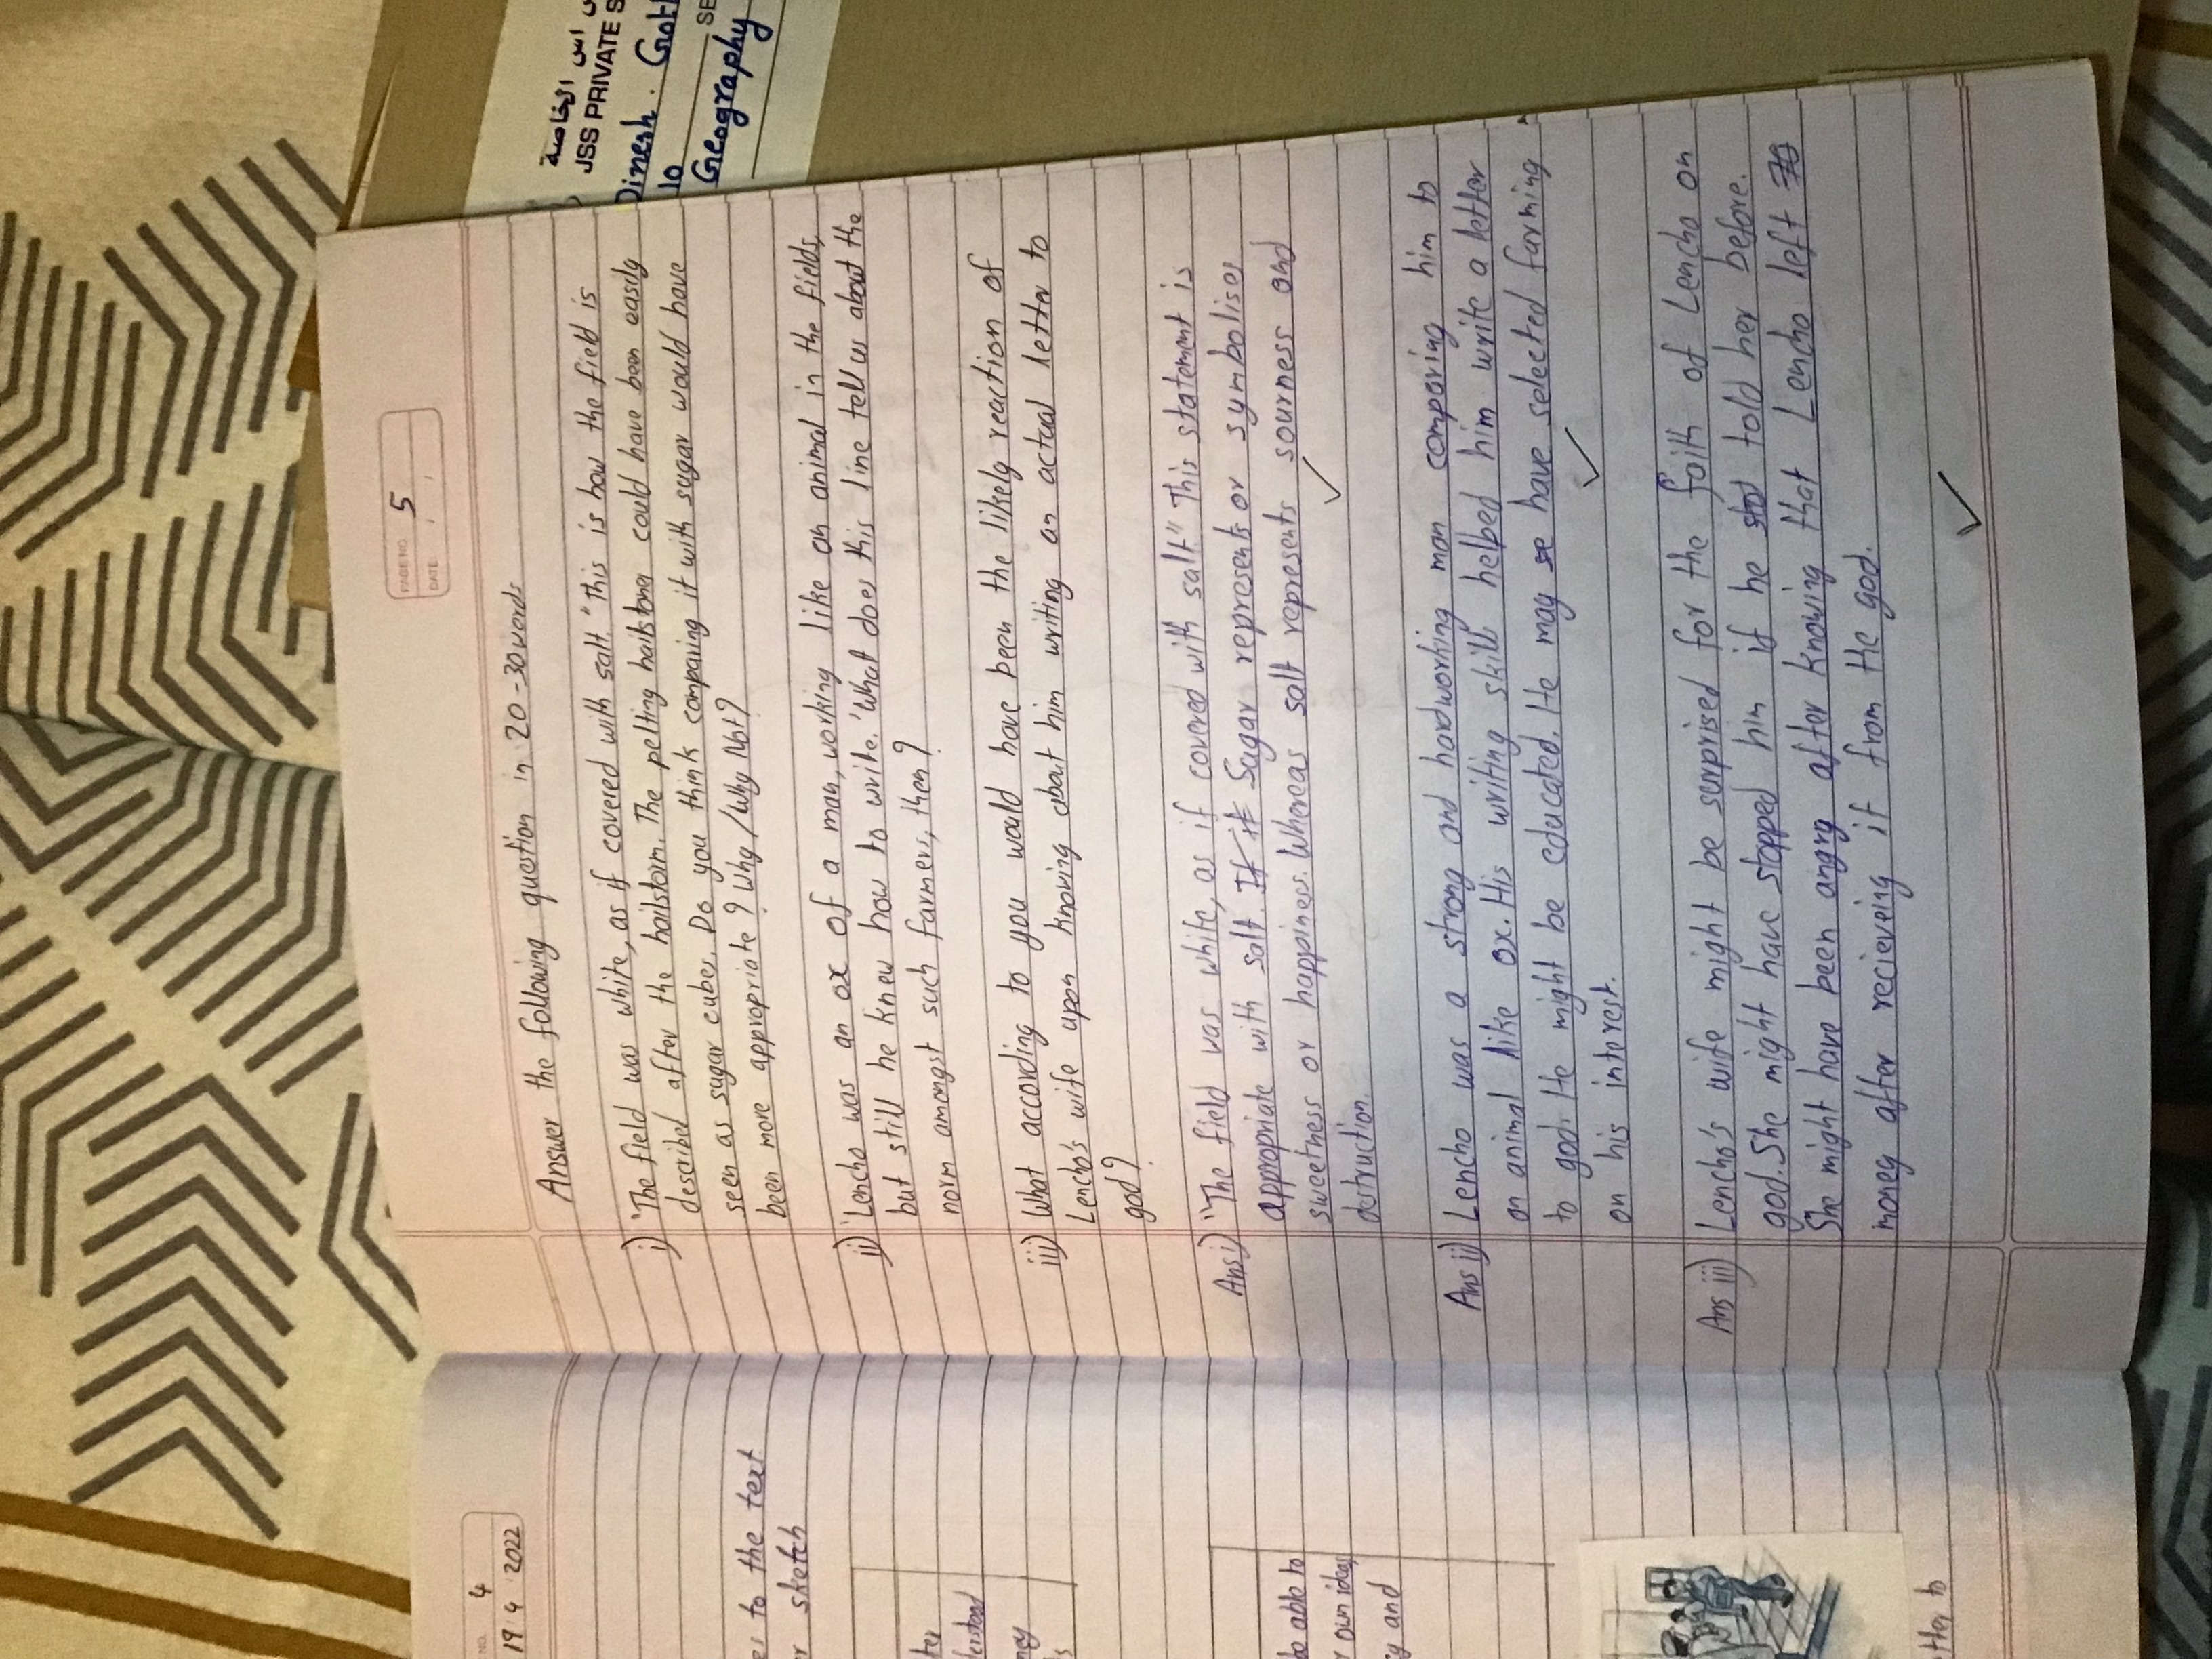 NO. 4
19 4 2022
es to the text
er sketch
ter
derstood
ney
's
be able to
r own ideas
g and
etter to
PAGE NO. 5
DATE: / /
Answer the following question in 20-30 words
i) "The field was white, as if covered with salt." This is how the field is
described after the hailstorm. The pelting hailstones could have been easily
seen as sugar cubes. Do you think comparing it with sugar would have
been more appropriate? Why / Why Not?
ii) 'Lencho was an ox of a man, working like an animal in the fields,
but still he knew how to write.' What does this line tell us about the
norm amongst such farmers, then?
iii) What according to you would have been the likely reaction of
Lencho's wife upon knowing about him writing an actual letter to
god?
Ans i) "The field was white, as if covered with salt" This statement is
appropriate with salt. If it Sugar represents or symbolises
sweetness or happiness. Whereas salt represents sourness and
destruction.
Ans ii) Lencho was a strong and hardworking man comparing him to
an animal like ox. His writing skills helped him write a letter
to god. He might be educated. He may se have selected farming
on his interest.
Ans iii) Lencho's wife might be surprised for the faith of Lencho on
god. She might have stopped him if he told her before.
She might have been angry after knowing that Lencho left 70
money after recieveing it from the god.
اس الخاصة
JSS PRIVATE S
Dinesh. Got
10 SE
Geography